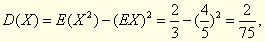 D(X) = E(X²) − (EX)² = 2/3 − (4/5)² = 2/75,